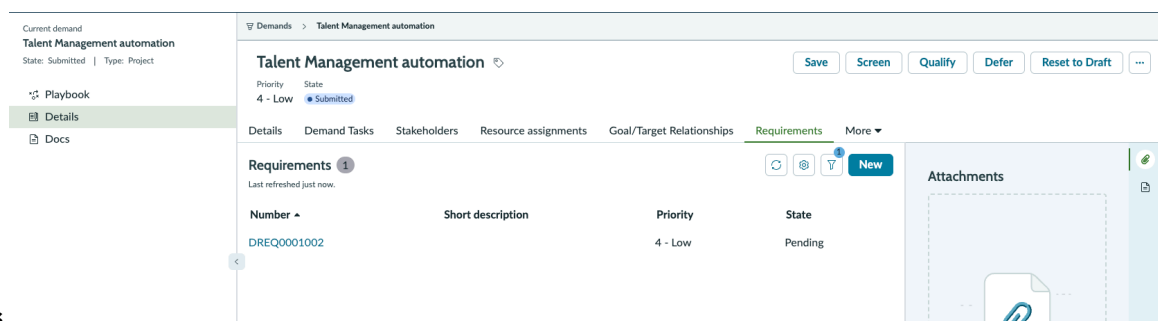 Current demand
Talent Management automation
State: Submitted | Type: Project
Playbook
Details
Docs
Demands > Talent Management automation
Talent Management automation
Save Screen Qualify Defer Reset to Draft ...
Priority State
4 - Low Submitted
Details Demand Tasks Stakeholders Resource assignments Goal/Target Relationships Requirements More
Requirements 1
1
New
Last refreshed just now.
Number Short description Priority State
DREQ0001002 4 - Low Pending
Attachments